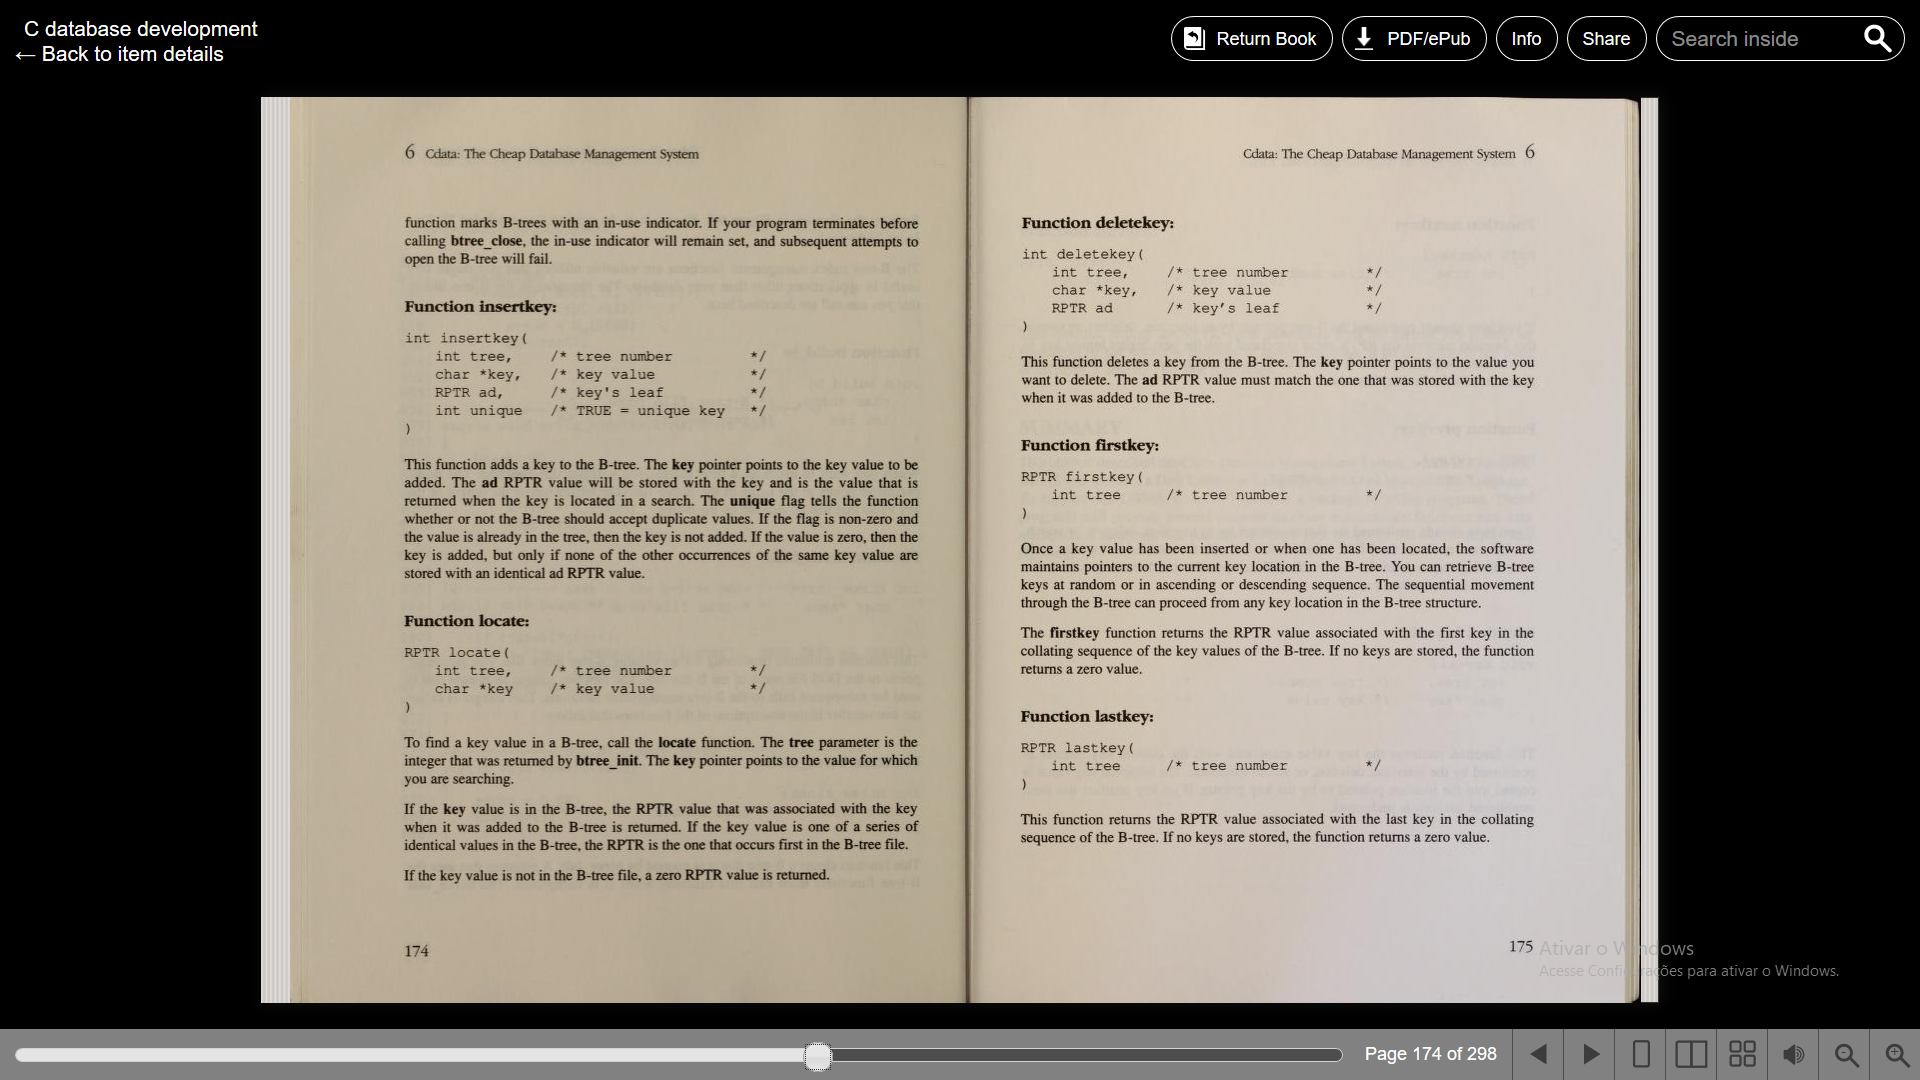 C database development
← Back to item details
Return Book
PDF/ePub
Info
Share
Search inside
6 Cdata: The Cheap Database Management System
function marks B-trees with an in-use indicator. If your program terminates before
calling btree_close, the in-use indicator will remain set, and subsequent attempts to
open the B-tree will fail.
Function insertkey:
int insertkey(
int tree, /* tree number */
char *key, /* key value */
RPTR ad, /* key's leaf */
int unique /* TRUE = unique key */
)
This function adds a key to the B-tree. The key pointer points to the key value to be
added. The ad RPTR value will be stored with the key and is the value that is
returned when the key is located in a search. The unique flag tells the function
whether or not the B-tree should accept duplicate values. If the flag is non-zero and
the value is already in the tree, then the key is not added. If the value is zero, then the
key is added, but only if none of the other occurrences of the same key value are
stored with an identical ad RPTR value.
Function locate:
RPTR locate(
int tree, /* tree number */
char *key /* key value */
)
To find a key value in a B-tree, call the locate function. The tree parameter is the
integer that was returned by btree_init. The key pointer points to the value for which
you are searching.
If the key value is in the B-tree, the RPTR value that was associated with the key
when it was added to the B-tree is returned. If the key value is one of a series of
identical values in the B-tree, the RPTR is the one that occurs first in the B-tree file.
If the key value is not in the B-tree file, a zero RPTR value is returned.
174
Cdata: The Cheap Database Management System 6
Function deletekey:
int deletekey(
int tree, /* tree number */
char *key, /* key value */
RPTR ad /* key's leaf */
)
This function deletes a key from the B-tree. The key pointer points to the value you
want to delete. The ad RPTR value must match the one that was stored with the key
when it was added to the B-tree.
Function firstkey:
RPTR firstkey(
int tree /* tree number */
)
Once a key value has been inserted or when one has been located, the software
maintains pointers to the current key location in the B-tree. You can retrieve B-tree
keys at random or in ascending or descending sequence. The sequential movement
through the B-tree can proceed from any key location in the B-tree structure.
The firstkey function returns the RPTR value associated with the first key in the
collating sequence of the key values of the B-tree. If no keys are stored, the function
returns a zero value.
Function lastkey:
RPTR lastkey(
int tree /* tree number */
)
This function returns the RPTR value associated with the last key in the collating
sequence of the B-tree. If no keys are stored, the function returns a zero value.
175
Ativar o Windows
Acesse Configurações para ativar o Windows.
Page 174 of 298